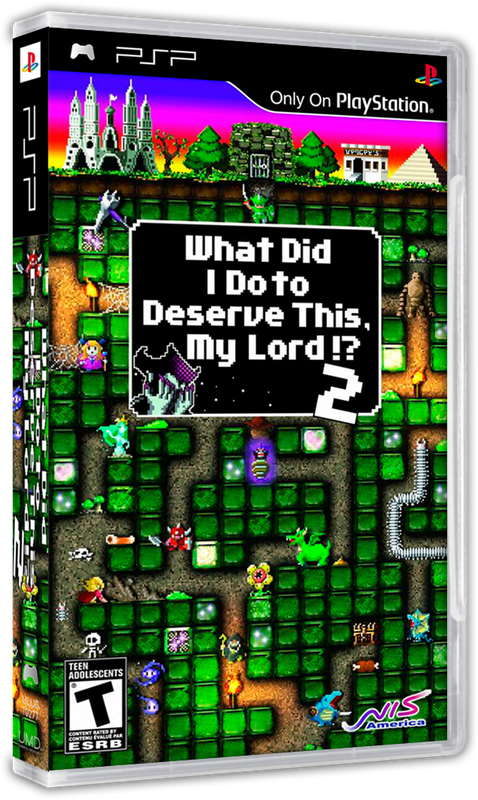 PSP
Only On PlayStation®
What Did
I Do to
Deserve This,
My Lord!?
2
TEEN
ADOLESCENTS
T
CONTENT RATED BY
CONTENU ÉVALUÉ PAR
ESRB
NIS
America
PSP
UMD